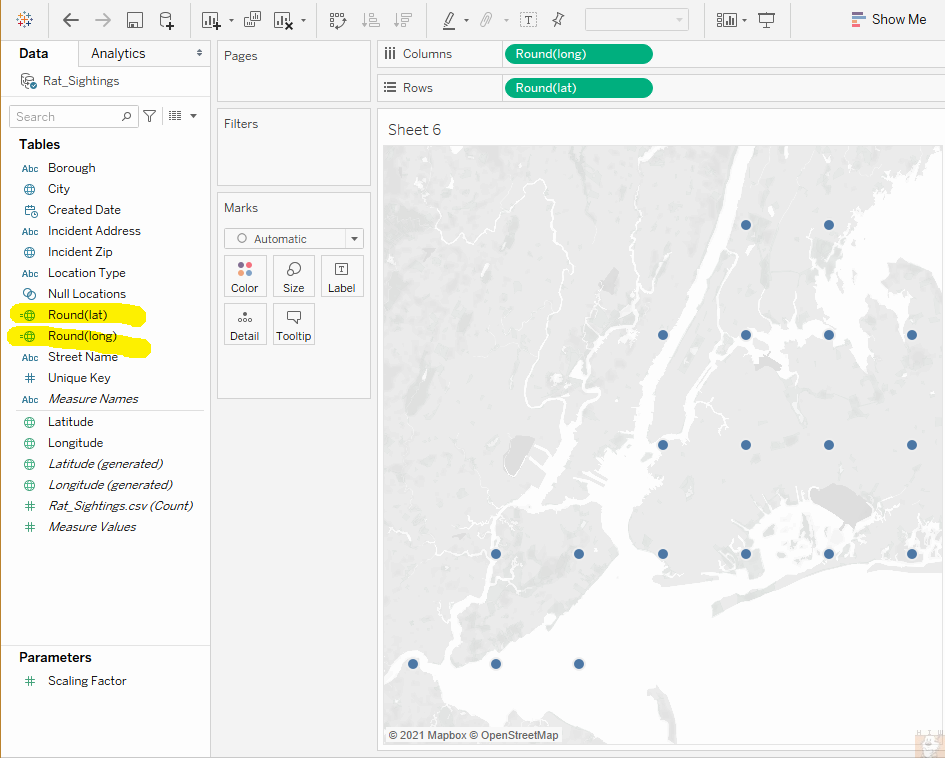 Show Me
Data
Analytics
Rat_Sightings
Search
Tables
Abc Borough
City
Created Date
Abc Incident Address
Incident Zip
Abc Location Type
Null Locations
Round(lat)
Round(long)
Abc Street Name
Unique Key
Abc Measure Names
Latitude
Longitude
Latitude (generated)
Longitude (generated)
Rat_Sightings.csv (Count)
Measure Values
Parameters
Scaling Factor
Pages
Filters
Marks
Automatic
Color
Size
Label
Detail
Tooltip
Columns
Round(long)
Rows
Round(lat)
Sheet 6
© 2021 Mapbox © OpenStreetMap